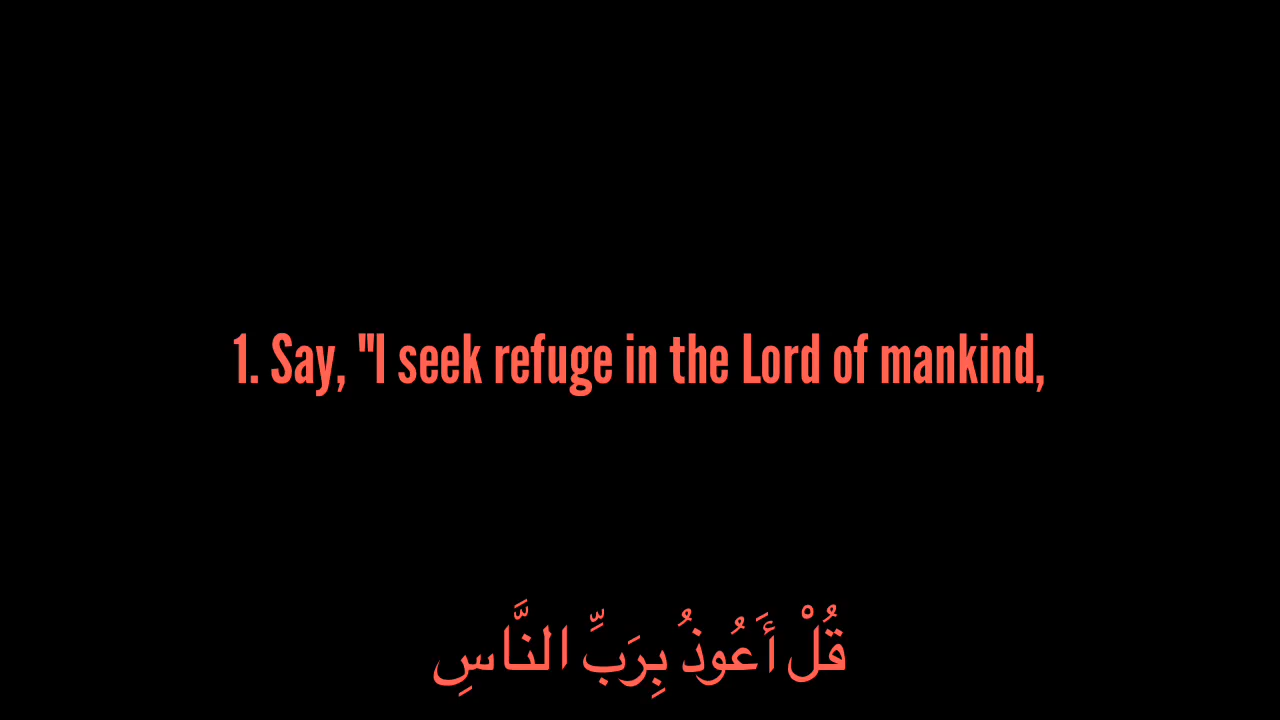 1. Say, "I seek refuge in the Lord of mankind,
قُلْ أَعُوذُ بِرَبِّ النَّاسِ